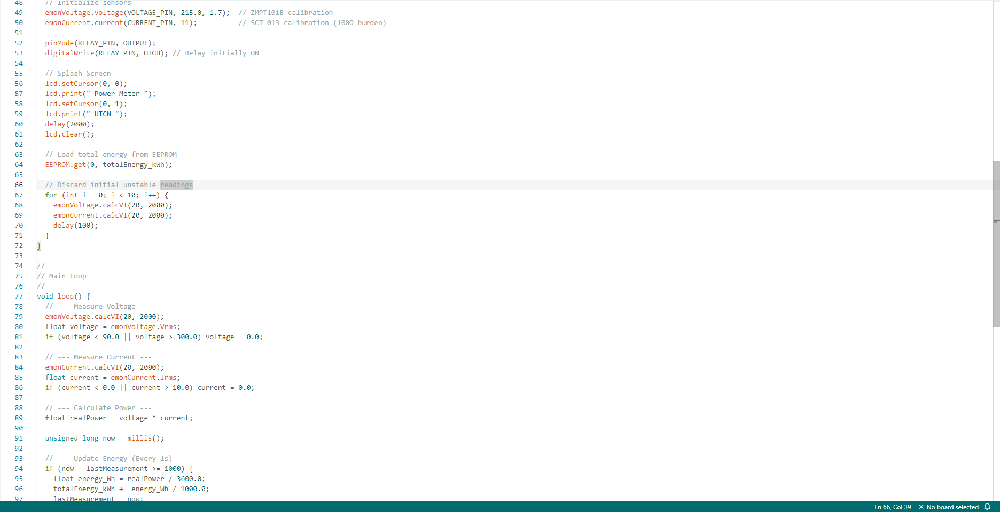 48 // Initialize sensors
49 emonVoltage.voltage(VOLTAGE_PIN, 215.0, 1.7);  // ZMPT101B calibration
50 emonCurrent.current(CURRENT_PIN, 11);          // SCT-013 calibration (100Ω burden)
51
52 pinMode(RELAY_PIN, OUTPUT);
53 digitalWrite(RELAY_PIN, HIGH); // Relay initially ON
54
55 // Splash Screen
56 lcd.setCursor(0, 0);
57 lcd.print(" Power Meter ");
58 lcd.setCursor(0, 1);
59 lcd.print(" UTCN ");
60 delay(2000);
61 lcd.clear();
62
63 // Load total energy from EEPROM
64 EEPROM.get(0, totalEnergy_kWh);
65
66 // Discard initial unstable readings
67 for (int i = 0; i < 10; i++) {
68 emonVoltage.calcVI(20, 2000);
69 emonCurrent.calcVI(20, 2000);
70 delay(100);
71 }
72 }
73
74 // ==========================
75 // Main Loop
76 // ==========================
77 void loop() {
78 // --- Measure Voltage ---
79 emonVoltage.calcVI(20, 2000);
80 float voltage = emonVoltage.Vrms;
81 if (voltage < 90.0 || voltage > 300.0) voltage = 0.0;
82
83 // --- Measure Current ---
84 emonCurrent.calcVI(20, 2000);
85 float current = emonCurrent.Irms;
86 if (current < 0.0 || current > 10.0) current = 0.0;
87
88 // --- Calculate Power ---
89 float realPower = voltage * current;
90
91 unsigned long now = millis();
92
93 // --- Update Energy (Every 1s) ---
94 if (now - lastMeasurement >= 1000) {
95 float energy_Wh = realPower / 3600.0;
96 totalEnergy_kWh += energy_Wh / 1000.0;
97 lastMeasurement = now;
Ln 66, Col 39 × No board selected